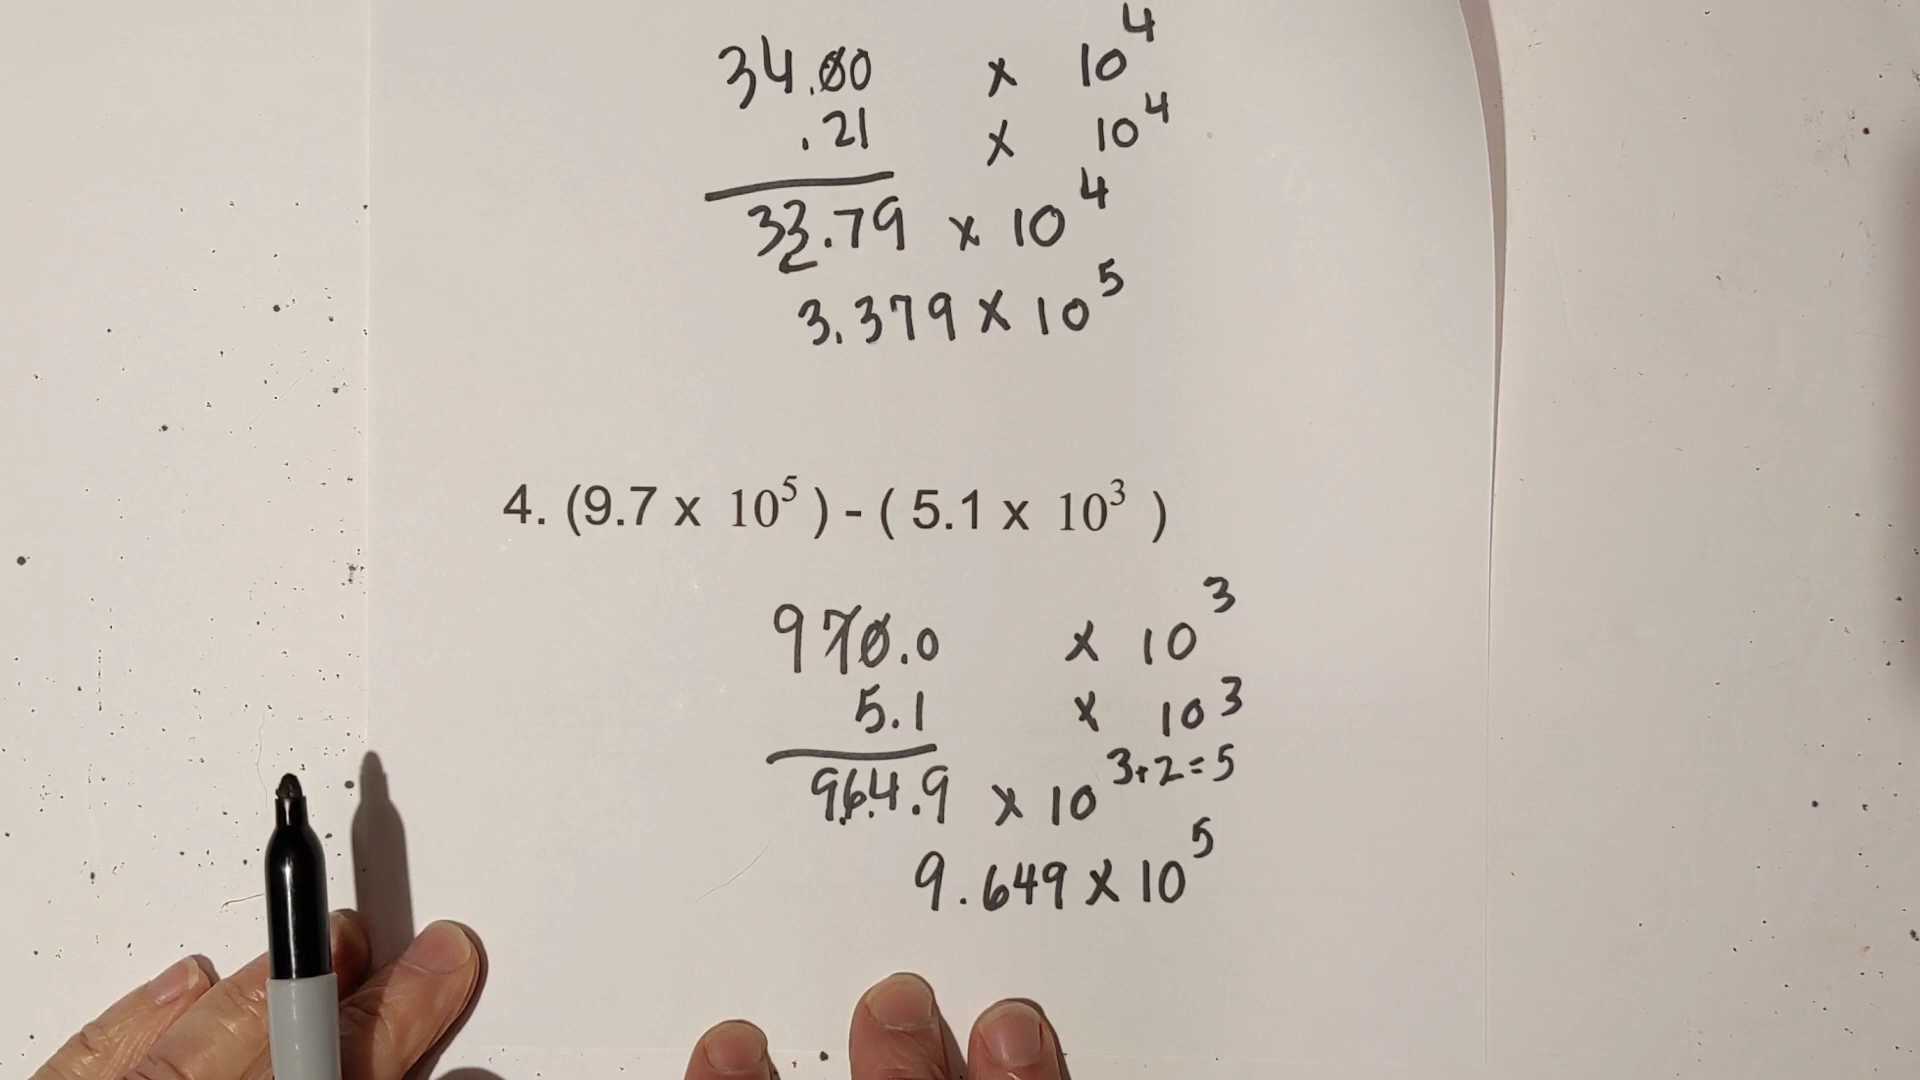 34.00 x 10^4
.21 x 10^4
33.79 x 10^4
3.379 x 10^5
4. (9.7 x 10^5 ) - ( 5.1 x 10^3 )
970.0 x 10^3
5.1 x 10^3
964.9 x 10^3+2=5
9.649 x 10^5